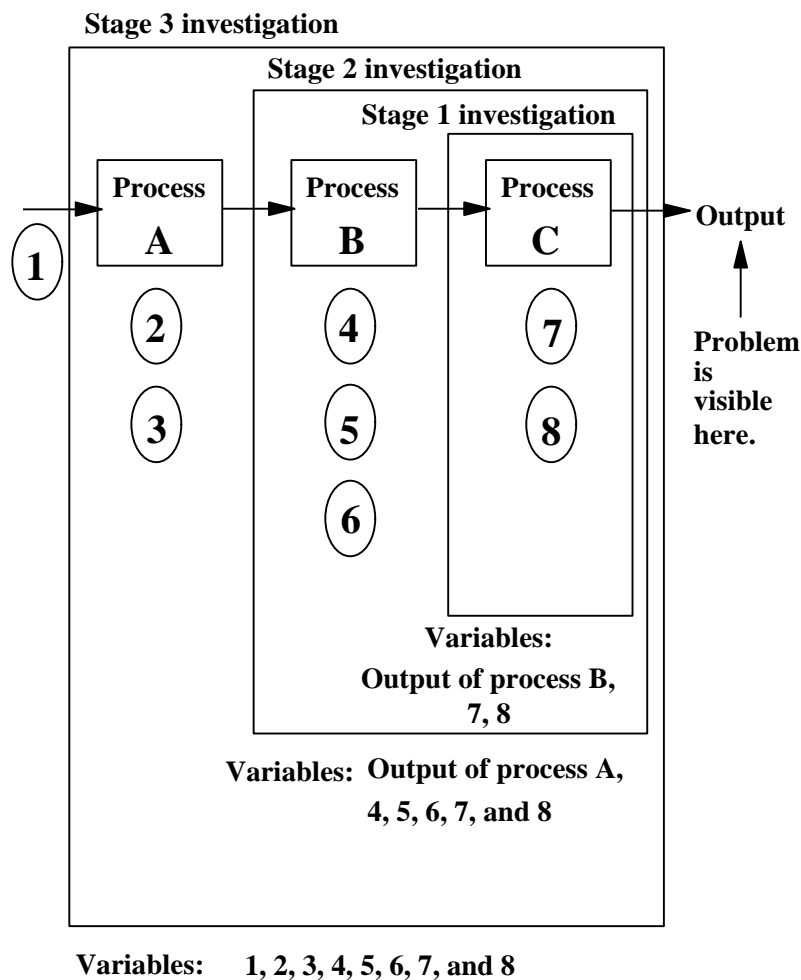 Stage 3 investigation
Stage 2 investigation
Stage 1 investigation
Process
A
Process
B
Process
C
Output
1
2
3
4
5
6
7
8
Problem
is
visible
here.
Variables:
Output of process B,
7, 8
Variables: Output of process A,
4, 5, 6, 7, and 8
Variables: 1, 2, 3, 4, 5, 6, 7, and 8